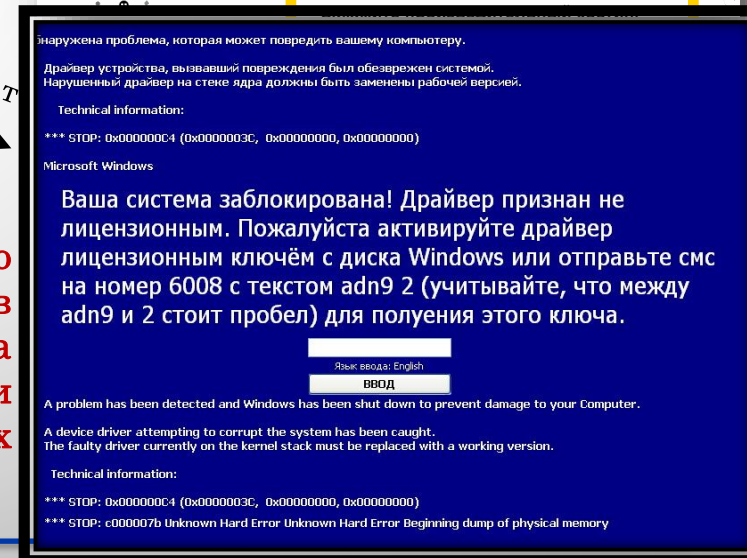 бнаружена проблема, которая может повредить вашему компьютеру.
Драйвер устройства, вызвавший повреждения был обезврежен системой.
Нарушенный драйвер на стеке ядра должны быть заменены рабочей версией.
Technical information:
*** STOP: 0x000000C4 (0x0000003C, 0x00000000, 0x00000000)
Microsoft Windows
Ваша система заблокирована! Драйвер признан не
лицензионным. Пожалуйста активируйте драйвер
лицензионным ключём с диска Windows или отправьте смс
на номер 6008 с текстом adn9 2 (учитывайте, что между
adn9 и 2 стоит пробел) для полуения этого ключа.
Язык ввода: English
ВВОД
A problem has been detected and Windows has been shut down to prevent damage to your Computer.
A device driver attempting to corrupt the system has been caught.
The faulty driver currently on the kernel stack must be replaced with a working version.
Technical information:
*** STOP: 0x000000C4 (0x0000003C, 0x00000000, 0x00000000)
*** STOP: c000007b Unknown Hard Error Unknown Hard Error Beginning dump of physical memory
т
о
в
а
и
х